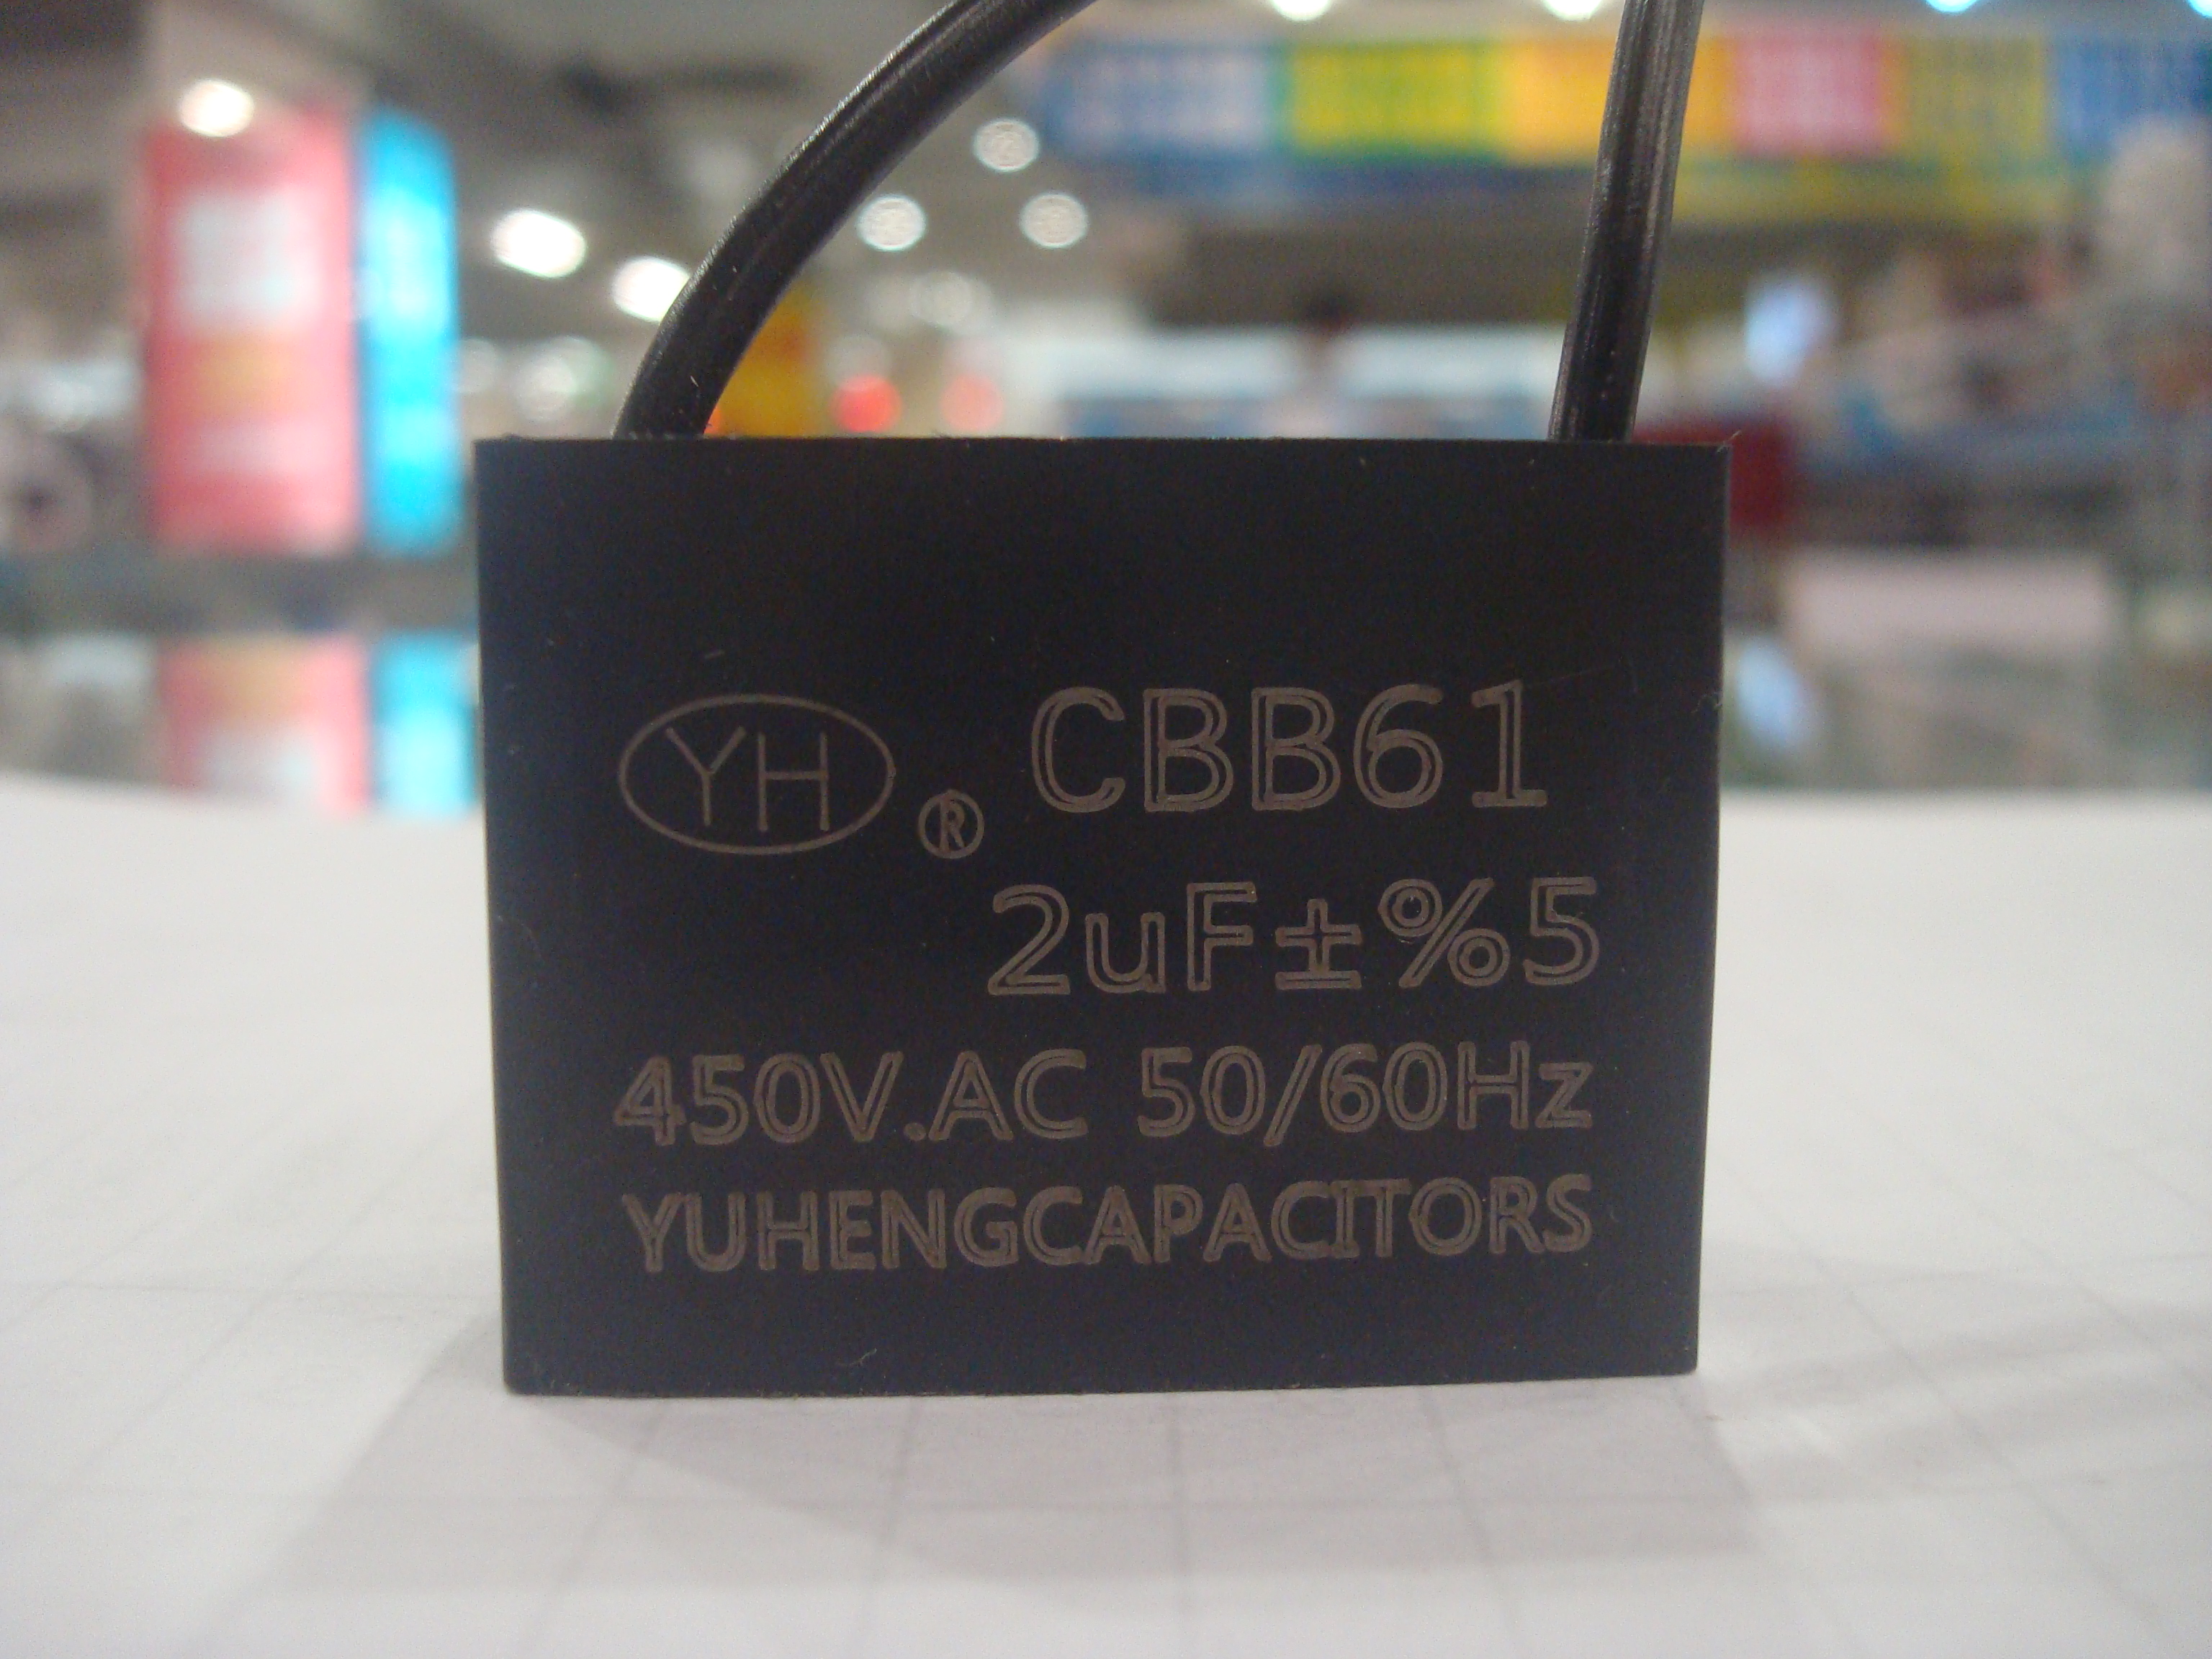 YH ® CBB61
2uF±%5
450V.AC 50/60Hz
YUHENGCAPACITORS